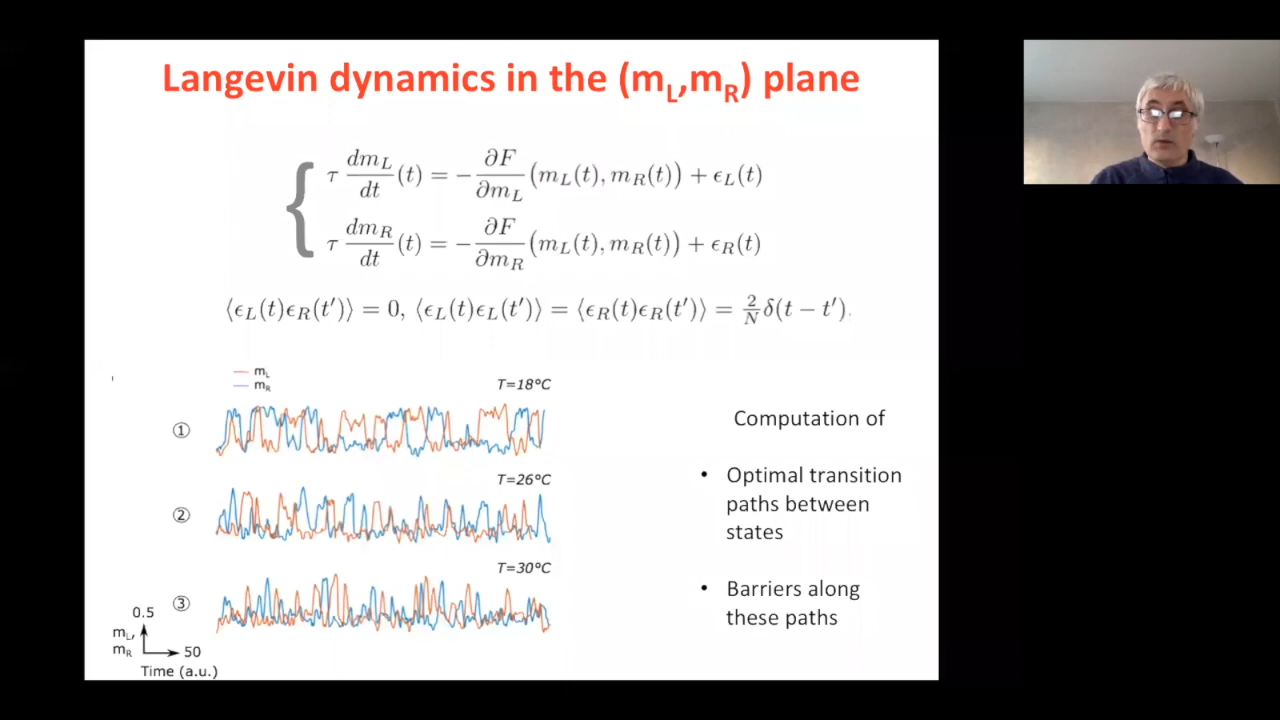 Langevin dynamics in the (m_L,m_R) plane
{ τ dm_L/dt (t) = −∂F/∂m_L (m_L(t), m_R(t)) + ϵ_L(t)
τ dm_R/dt (t) = −∂F/∂m_R (m_L(t), m_R(t)) + ϵ_R(t)
⟨ϵ_L(t)ϵ_R(t′)⟩ = 0, ⟨ϵ_L(t)ϵ_L(t′)⟩ = ⟨ϵ_R(t)ϵ_R(t′)⟩ = 2/N δ(t − t′).
m_L
m_R
T=18°C
①
T=26°C
②
T=30°C
③
0.5
m_L,
m_R
50
Time (a.u.)
Computation of
• Optimal transition
paths between
states
• Barriers along
these paths